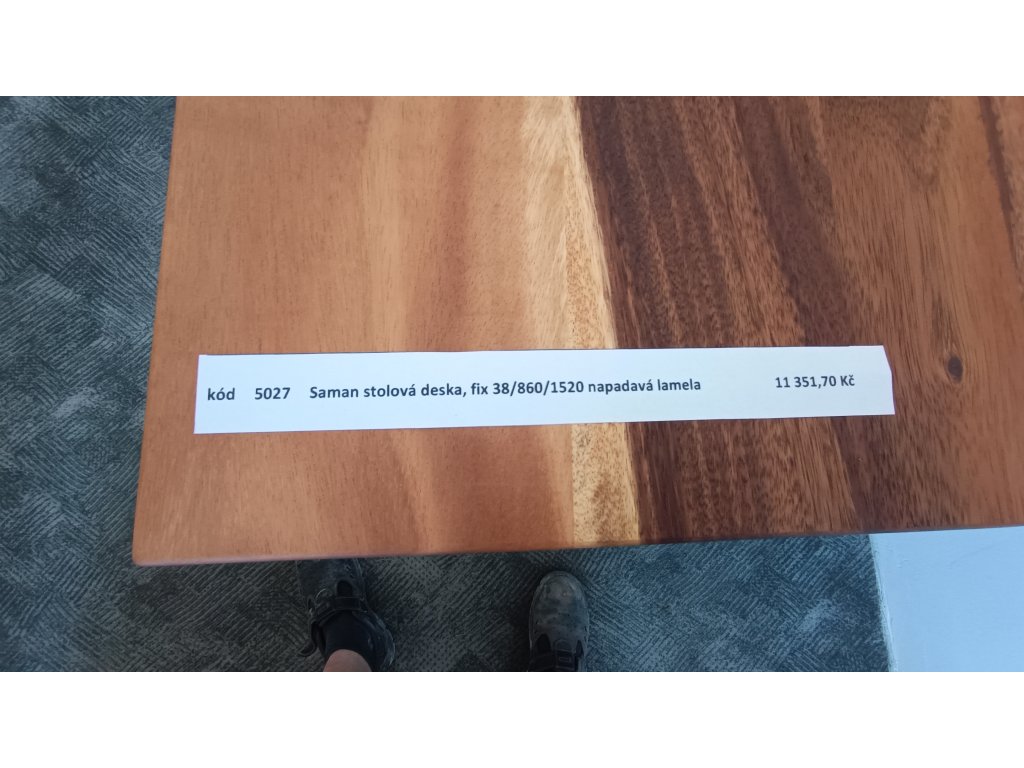 kód 5027 Saman stolová deska, fix 38/860/1520 napadavá lamela 11 351,70 Kč